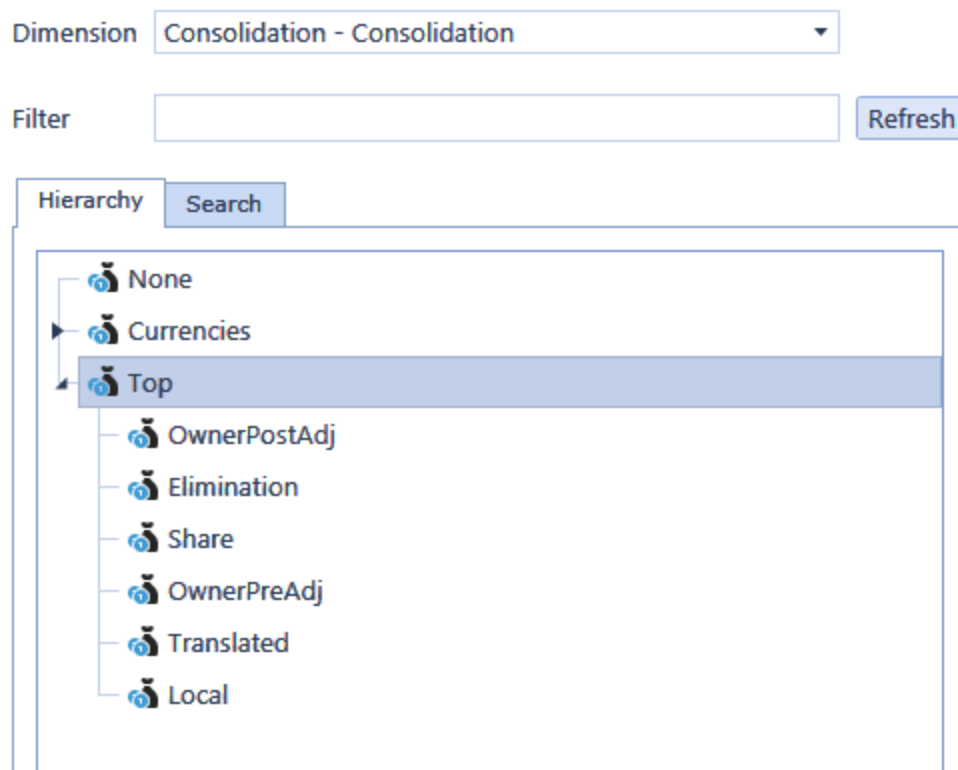 Dimension Consolidation - Consolidation
Filter Refresh
Hierarchy Search
None
Currencies
Top
OwnerPostAdj
Elimination
Share
OwnerPreAdj
Translated
Local